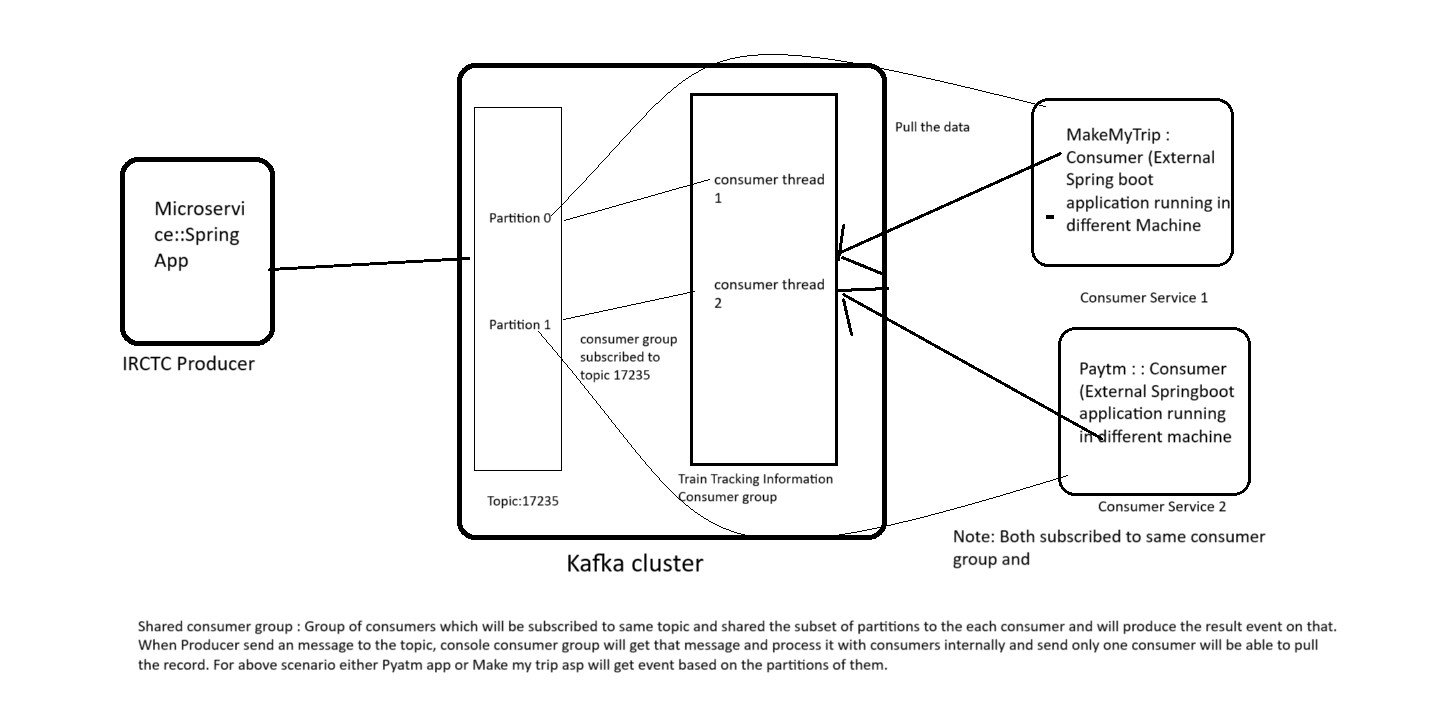 Microservi
ce::Spring
App
IRCTC Producer
Partition 0
Partition 1
consumer group
subscribed to
topic 17235
Topic:17235
consumer thread
1
consumer thread
2
Train Tracking Information
Consumer group
Kafka cluster
Pull the data
MakeMyTrip :
Consumer (External
Spring boot
application running in
different Machine
Consumer Service 1
Paytm : : Consumer
(External Springboot
application running
in different machine
Consumer Service 2
Note: Both subscribed to same consumer
group and
Shared consumer group : Group of consumers which will be subscribed to same topic and shared the subset of partitions to the each consumer and will produce the result event on that.
When Producer send an message to the topic, console consumer group will get that message and process it with consumers internally and send only one consumer will be able to pull
the record. For above scenario either Pyatm app or Make my trip asp will get event based on the partitions of them.